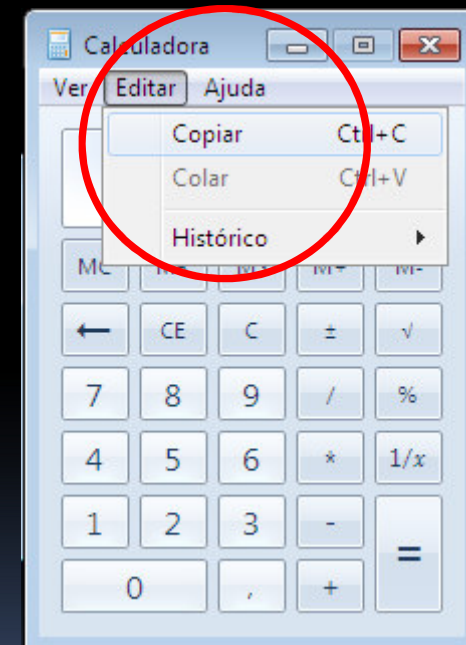 Calculadora
Ver Editar Ajuda
Copiar Ctrl+C
Colar Ctrl+V
Histórico
MC M+ M-
← CE C ± √
7 8 9 / %
4 5 6 * 1/x
1 2 3 - =
0 , +